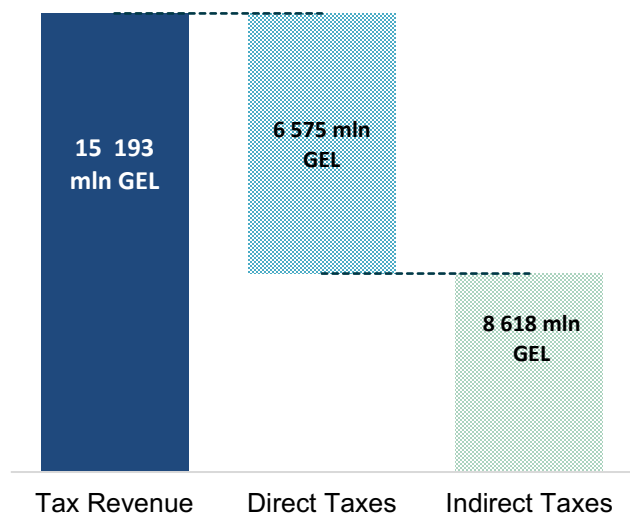 15 193
mln GEL
6 575 mln
GEL
8 618 mln
GEL
Tax Revenue
Direct Taxes
Indirect Taxes